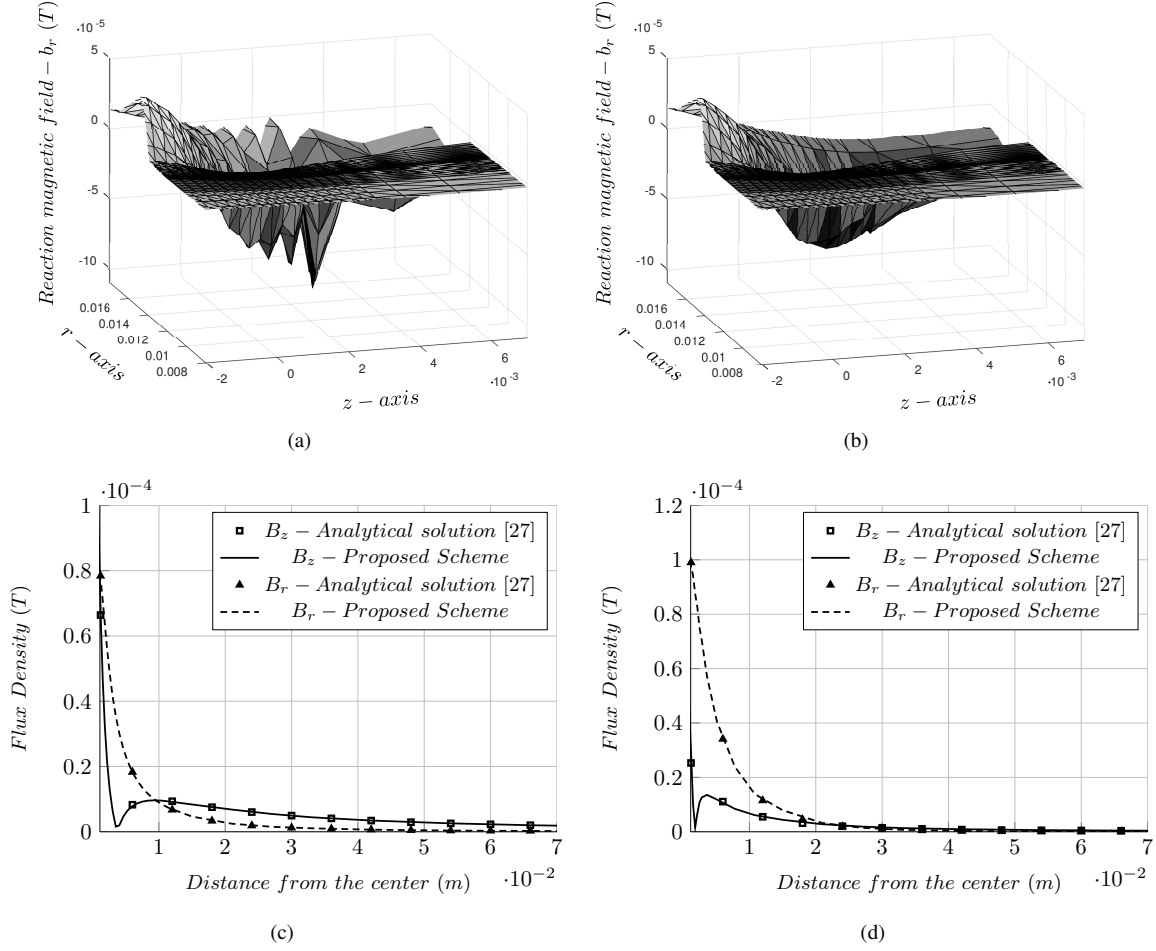 ·10⁻⁵
5
0
-5
-10
Reaction magnetic field − b_r (T)
0.016
0.014
0.012
0.01
0.008
r − axis
-2
0
2
4
6
·10⁻³
z − axis
(a)
·10⁻⁵
5
0
-5
-10
Reaction magnetic field − b_r (T)
0.016
0.014
0.012
0.01
0.008
r − axis
-2
0
2
4
6
·10⁻³
z − axis
(b)
·10⁻⁴
1
0.8
0.6
0.4
0.2
0
Flux Density (T)
B_z − Analytical solution [27]
B_z − Proposed Scheme
B_r − Analytical solution [27]
B_r − Proposed Scheme
1 2 3 4 5 6 7
·10⁻²
Distance from the center (m)
(c)
·10⁻⁴
1.2
1
0.8
0.6
0.4
0.2
0
Flux Density (T)
B_z − Analytical solution [27]
B_z − Proposed Scheme
B_r − Analytical solution [27]
B_r − Proposed Scheme
1 2 3 4 5 6 7
·10⁻²
Distance from the center (m)
(d)